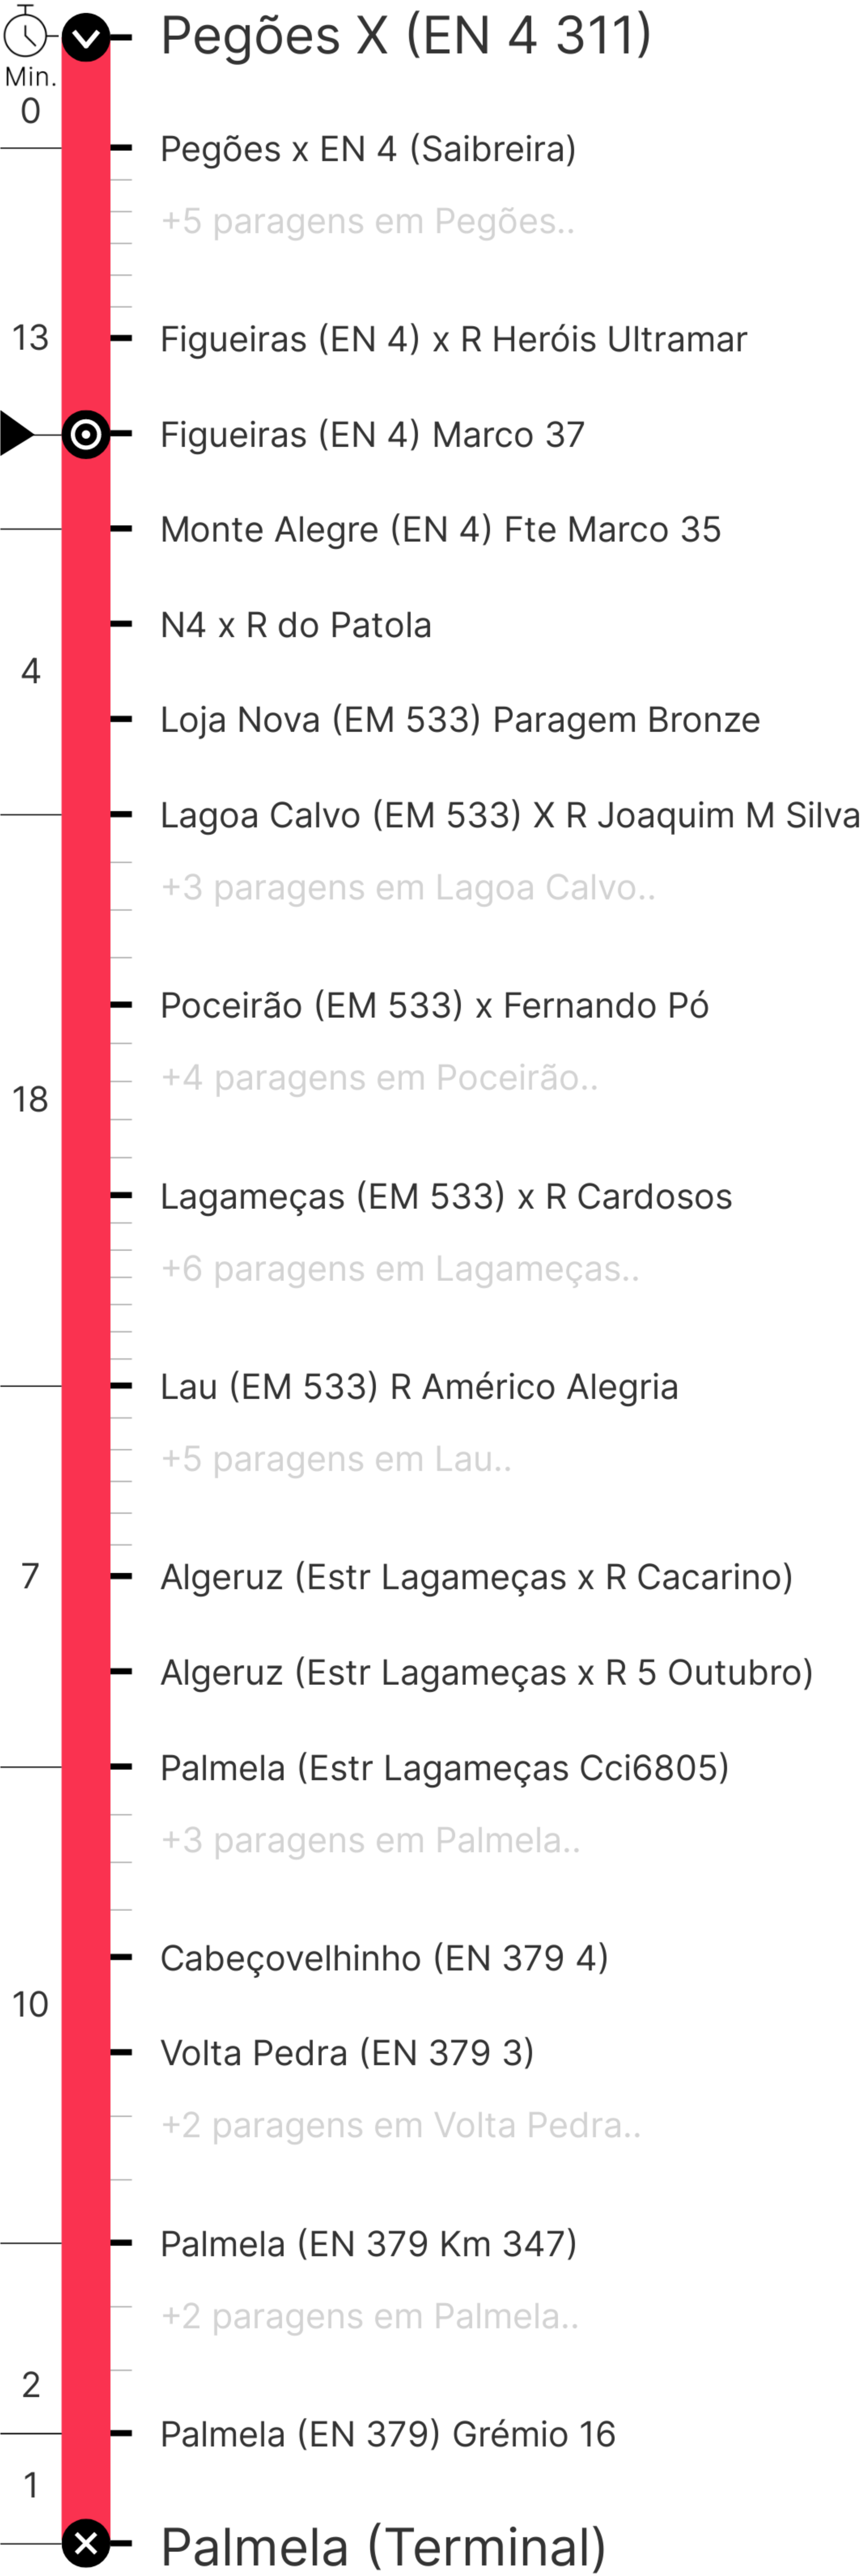 Pegões X (EN 4 311)
Min.
0
Pegões x EN 4 (Saibreira)
+5 paragens em Pegões..
13
Figueiras (EN 4) x R Heróis Ultramar
Figueiras (EN 4) Marco 37
Monte Alegre (EN 4) Fte Marco 35
N4 x R do Patola
4
Loja Nova (EM 533) Paragem Bronze
Lagoa Calvo (EM 533) X R Joaquim M Silva
+3 paragens em Lagoa Calvo..
Poceirão (EM 533) x Fernando Pó
+4 paragens em Poceirão..
18
Lagameças (EM 533) x R Cardosos
+6 paragens em Lagameças..
Lau (EM 533) R Américo Alegria
+5 paragens em Lau..
7
Algeruz (Estr Lagameças x R Cacarino)
Algeruz (Estr Lagameças x R 5 Outubro)
Palmela (Estr Lagameças Cci6805)
+3 paragens em Palmela..
Cabeçovelhinho (EN 379 4)
10
Volta Pedra (EN 379 3)
+2 paragens em Volta Pedra..
Palmela (EN 379 Km 347)
+2 paragens em Palmela..
2
Palmela (EN 379) Grémio 16
1
Palmela (Terminal)